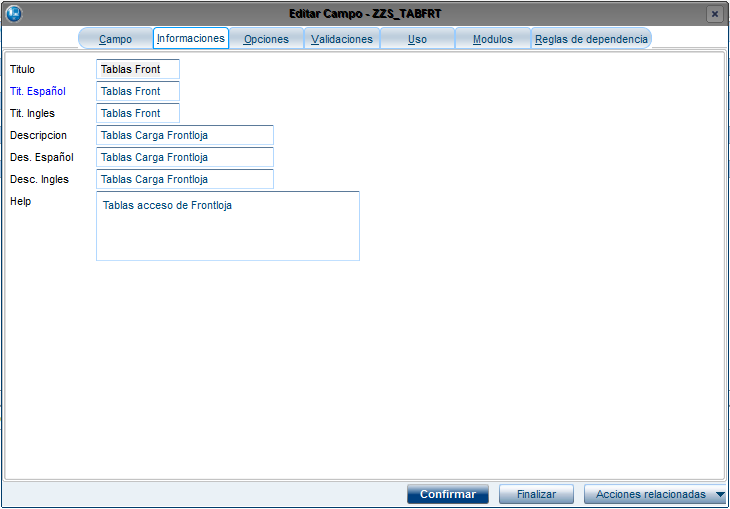 Editar Campo - ZZS_TABFRT
Campo Informaciones Opciones Validaciones Uso Modulos Reglas de dependencia
Titulo Tablas Front
Tit. Español Tablas Front
Tit. Ingles Tablas Front
Descripcion Tablas Carga Frontloja
Des. Español Tablas Carga Frontloja
Desc. Ingles Tablas Carga Frontloja
Help Tablas acceso de Frontloja
Confirmar Finalizar Acciones relacionadas